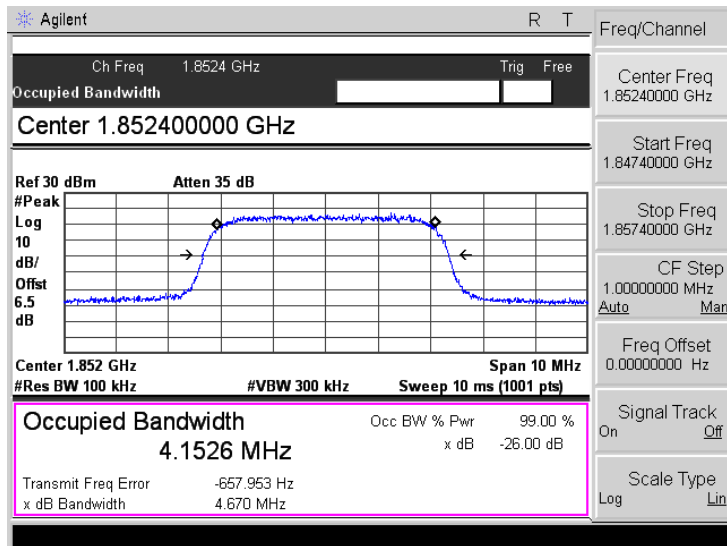 Agilent R T
Ch Freq 1.8524 GHz Trig Free
Occupied Bandwidth
Center 1.852400000 GHz
Ref 30 dBm Atten 35 dB
#Peak
Log
10
dB/
Offst
6.5
dB
Center 1.852 GHz Span 10 MHz
#Res BW 100 kHz #VBW 300 kHz Sweep 10 ms (1001 pts)
Occupied Bandwidth Occ BW % Pwr 99.00 %
4.1526 MHz x dB -26.00 dB
Transmit Freq Error -657.953 Hz
x dB Bandwidth 4.670 MHz
Freq/Channel
Center Freq
1.85240000 GHz
Start Freq
1.84740000 GHz
Stop Freq
1.85740000 GHz
CF Step
1.00000000 MHz
Auto Man
Freq Offset
0.00000000 Hz
Signal Track
On Off
Scale Type
Log Lin